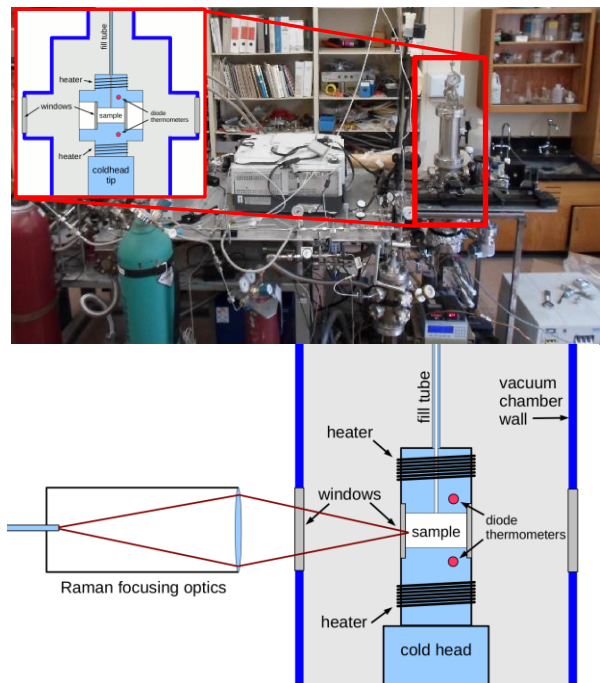 fill tube
heater
windows
sample
diode
thermometers
heater
coldhead
tip
fill tube
vacuum
chamber
wall
heater
windows
sample
diode
thermometers
Raman focusing optics
heater
cold head